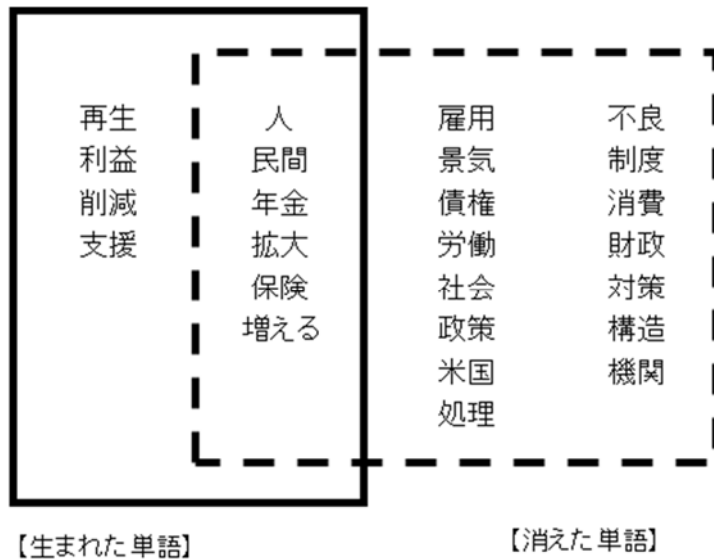 再生
利益
削減
支援
人
民間
年金
拡大
保険
増える
雇用
景気
債権
労働
社会
政策
米国
処理
不良
制度
消費
財政
対策
構造
機関
【生まれた単語】
【消えた単語】